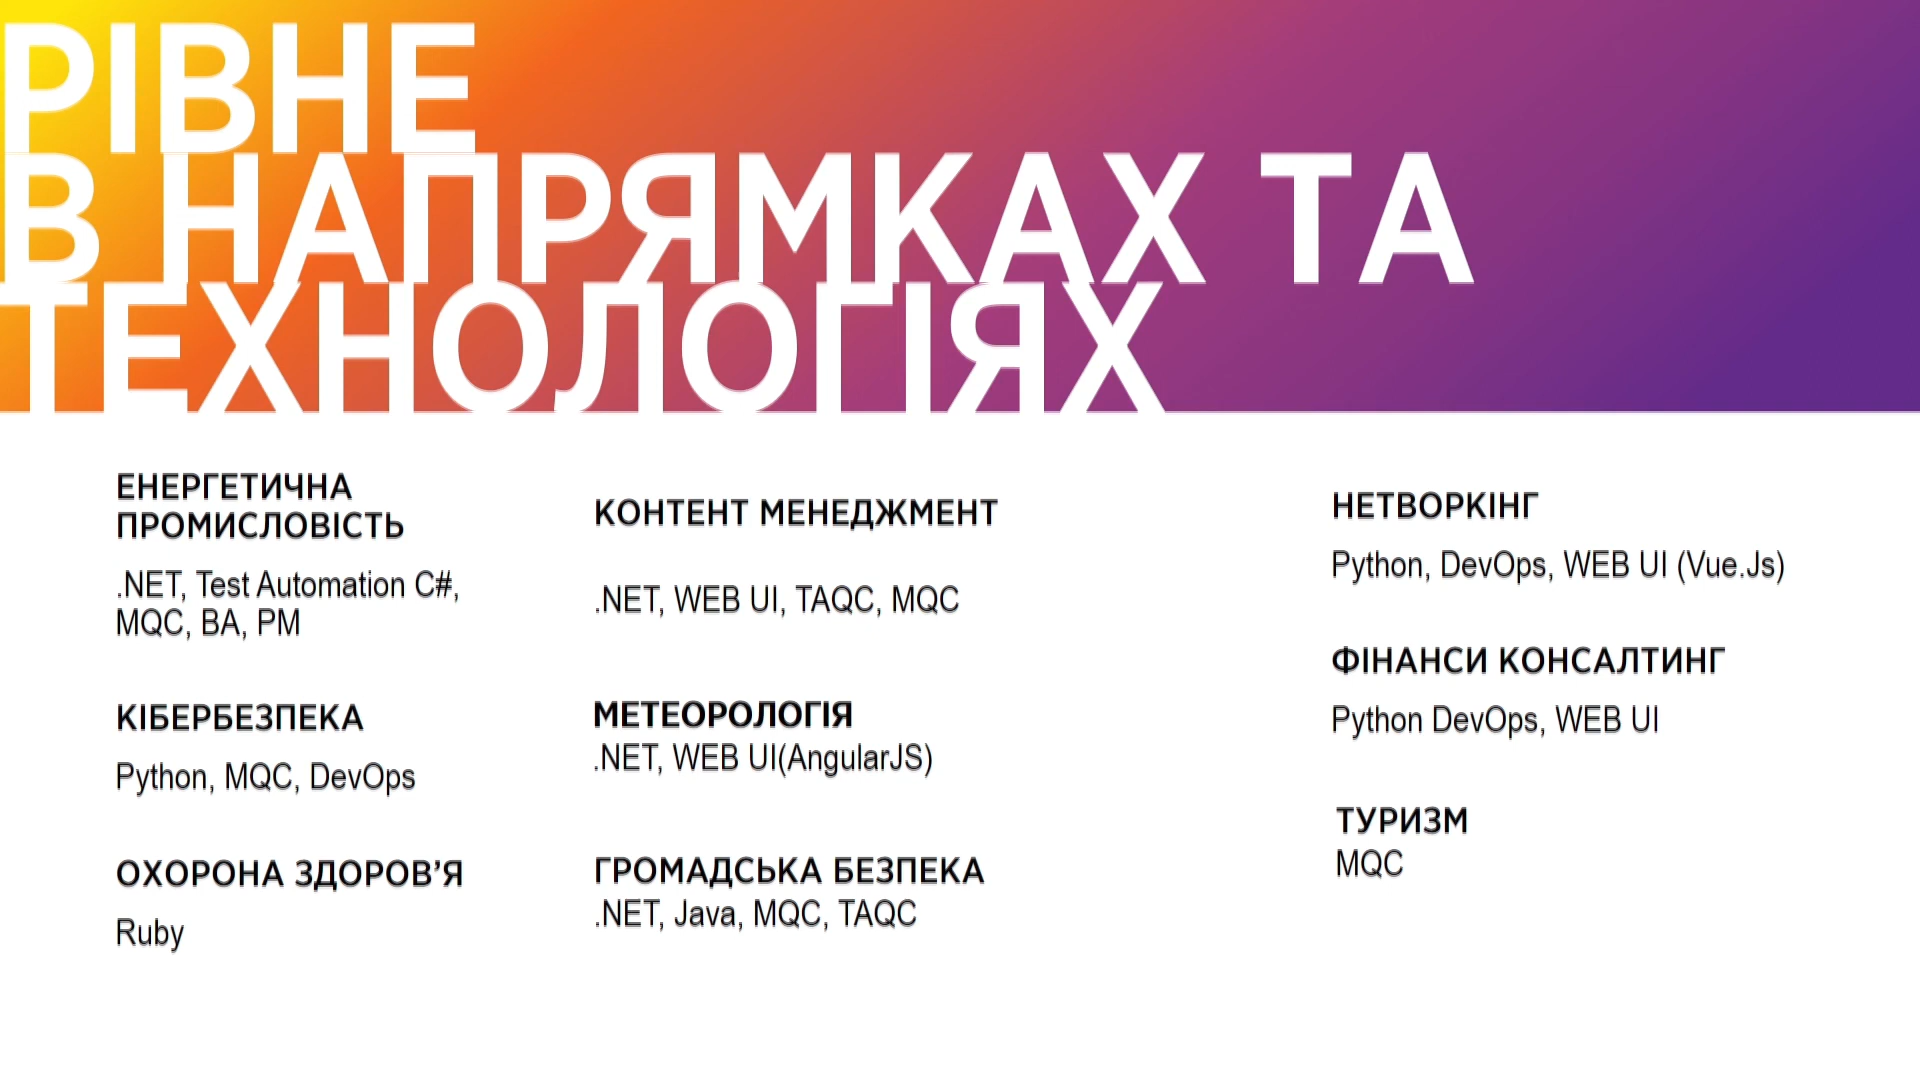 РІВНЕ
В НАПРЯМКАХ ТА
ТЕХНОЛОГІЯХ
ЕНЕРГЕТИЧНА
ПРОМИСЛОВІСТЬ
.NET, Test Automation C#,
MQC, BA, PM
КІБЕРБЕЗПЕКА
Python, MQC, DevOps
ОХОРОНА ЗДОРОВ’Я
Ruby
КОНТЕНТ МЕНЕДЖМЕНТ
.NET, WEB UI, TAQC, MQC
МЕТЕОРОЛОГІЯ
.NET, WEB UI(AngularJS)
ГРОМАДСЬКА БЕЗПЕКА
.NET, Java, MQC, TAQC
НЕТВОРКІНГ
Python, DevOps, WEB UI (Vue.Js)
ФІНАНСИ КОНСАЛТИНГ
Python DevOps, WEB UI
ТУРИЗМ
MQC